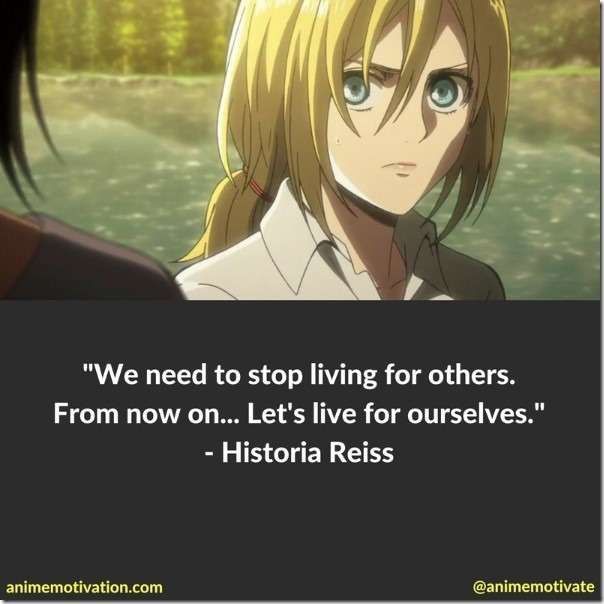 "We need to stop living for others.
From now on... Let's live for ourselves."
- Historia Reiss
animemotivation.com
@animemotivate